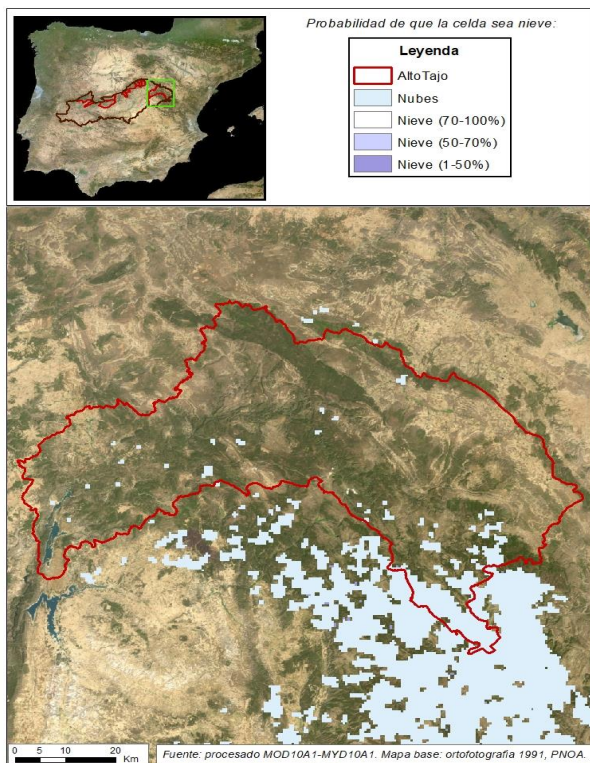 Probabilidad de que la celda sea nieve:
Leyenda
AltoTajo
Nubes
Nieve (70-100%)
Nieve (50-70%)
Nieve (1-50%)
0 5 10 20
Km
Fuente: procesado MOD10A1-MYD10A1. Mapa base: ortofotografía 1991, PNOA.